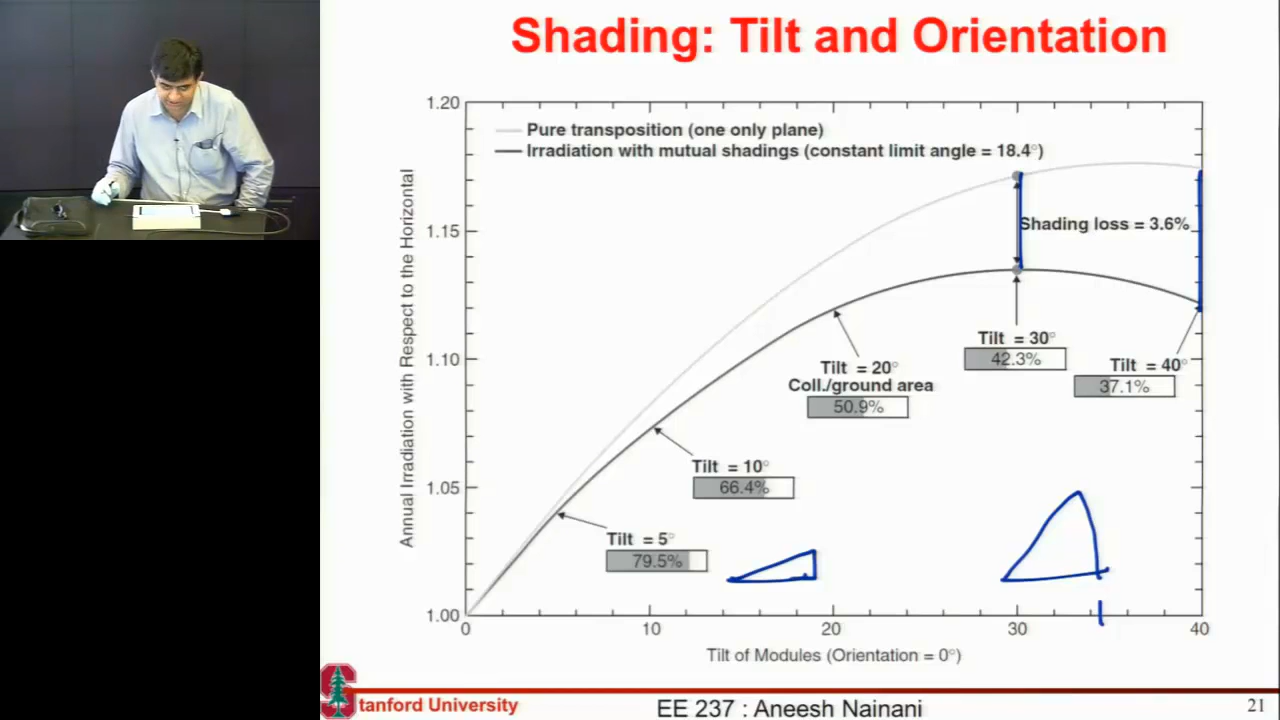 Shading: Tilt and Orientation
1.20
1.15
1.10
1.05
1.00
Annual Irradiation with Respect to the Horizontal
Pure transposition (one only plane)
Irradiation with mutual shadings (constant limit angle = 18.4°)
Shading loss = 3.6%
Tilt = 30°
42.3%
Tilt = 40°
37.1%
Tilt = 20°
Coll./ground area
50.9%
Tilt = 10°
66.4%
Tilt = 5°
79.5%
0
10
20
30
40
Tilt of Modules (Orientation = 0°)
Stanford University
EE 237 : Aneesh Nainani
21